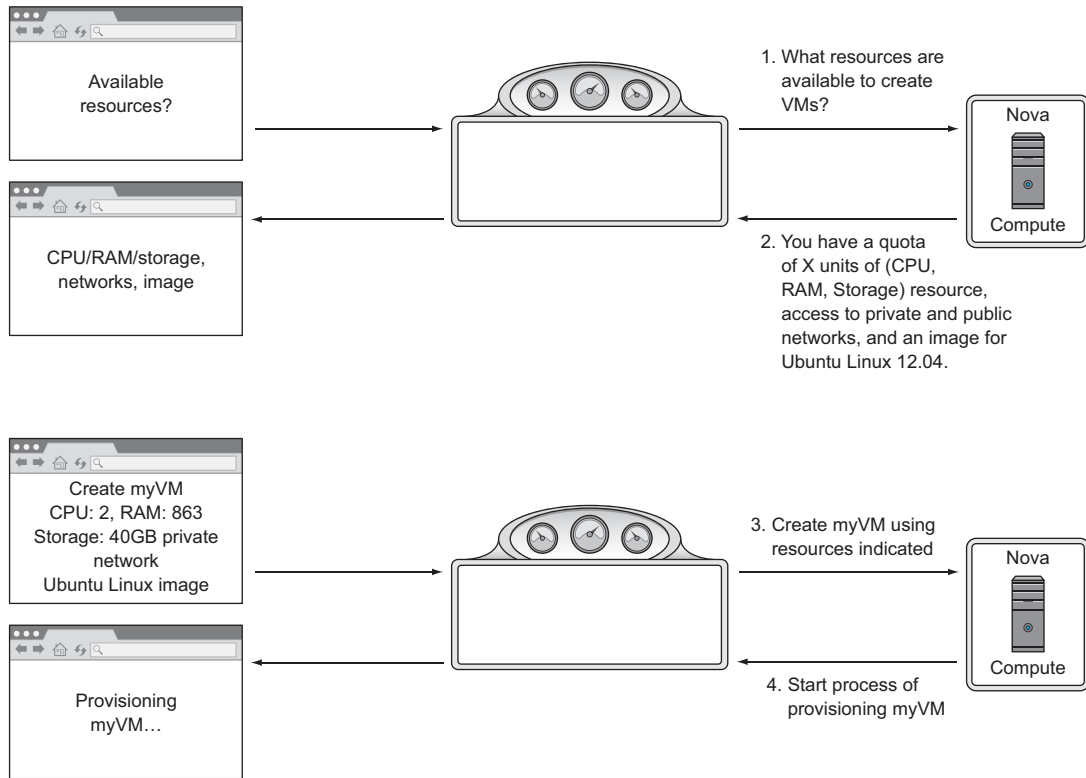 Available
resources?
1. What resources are
available to create
VMs?
Nova
Compute
CPU/RAM/storage,
networks, image
2. You have a quota
of X units of (CPU,
RAM, Storage) resource,
access to private and public
networks, and an image for
Ubuntu Linux 12.04.
Create myVM
CPU: 2, RAM: 863
Storage: 40GB private
network
Ubuntu Linux image
3. Create myVM using
resources indicated
Nova
Compute
Provisioning
myVM…
4. Start process of
provisioning myVM